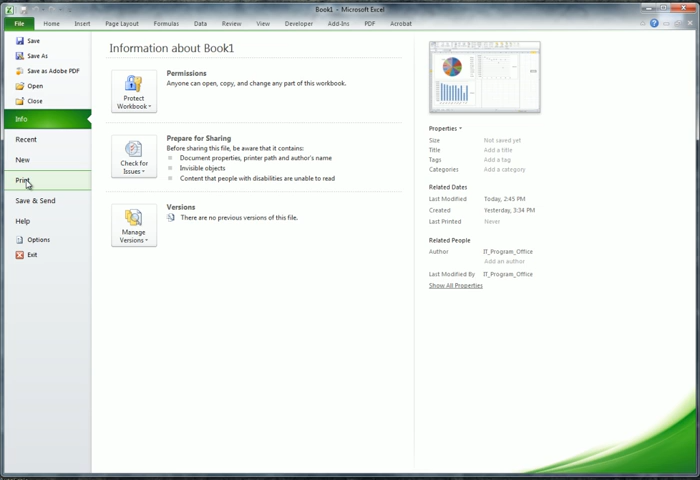 Book1 - Microsoft Excel
File Home Insert Page Layout Formulas Data Review View Developer Add-Ins PDF Acrobat
Save
Save As
Save as Adobe PDF
Open
Close
Info
Recent
New
Print
Save & Send
Help
Options
Exit
Information about Book1
Protect
Workbook
Permissions
Anyone can open, copy, and change any part of this workbook.
Check for
Issues
Prepare for Sharing
Before sharing this file, be aware that it contains:
Document properties, printer path and author's name
Invisible objects
Content that people with disabilities are unable to read
Manage
Versions
Versions
There are no previous versions of this file.
Properties
Size Not saved yet
Title Add a title
Tags Add a tag
Categories Add a category
Related Dates
Last Modified Today, 2:45 PM
Created Yesterday, 3:34 PM
Last Printed Never
Related People
Author IT_Program_Office
Add an author
Last Modified By IT_Program_Office
Show All Properties